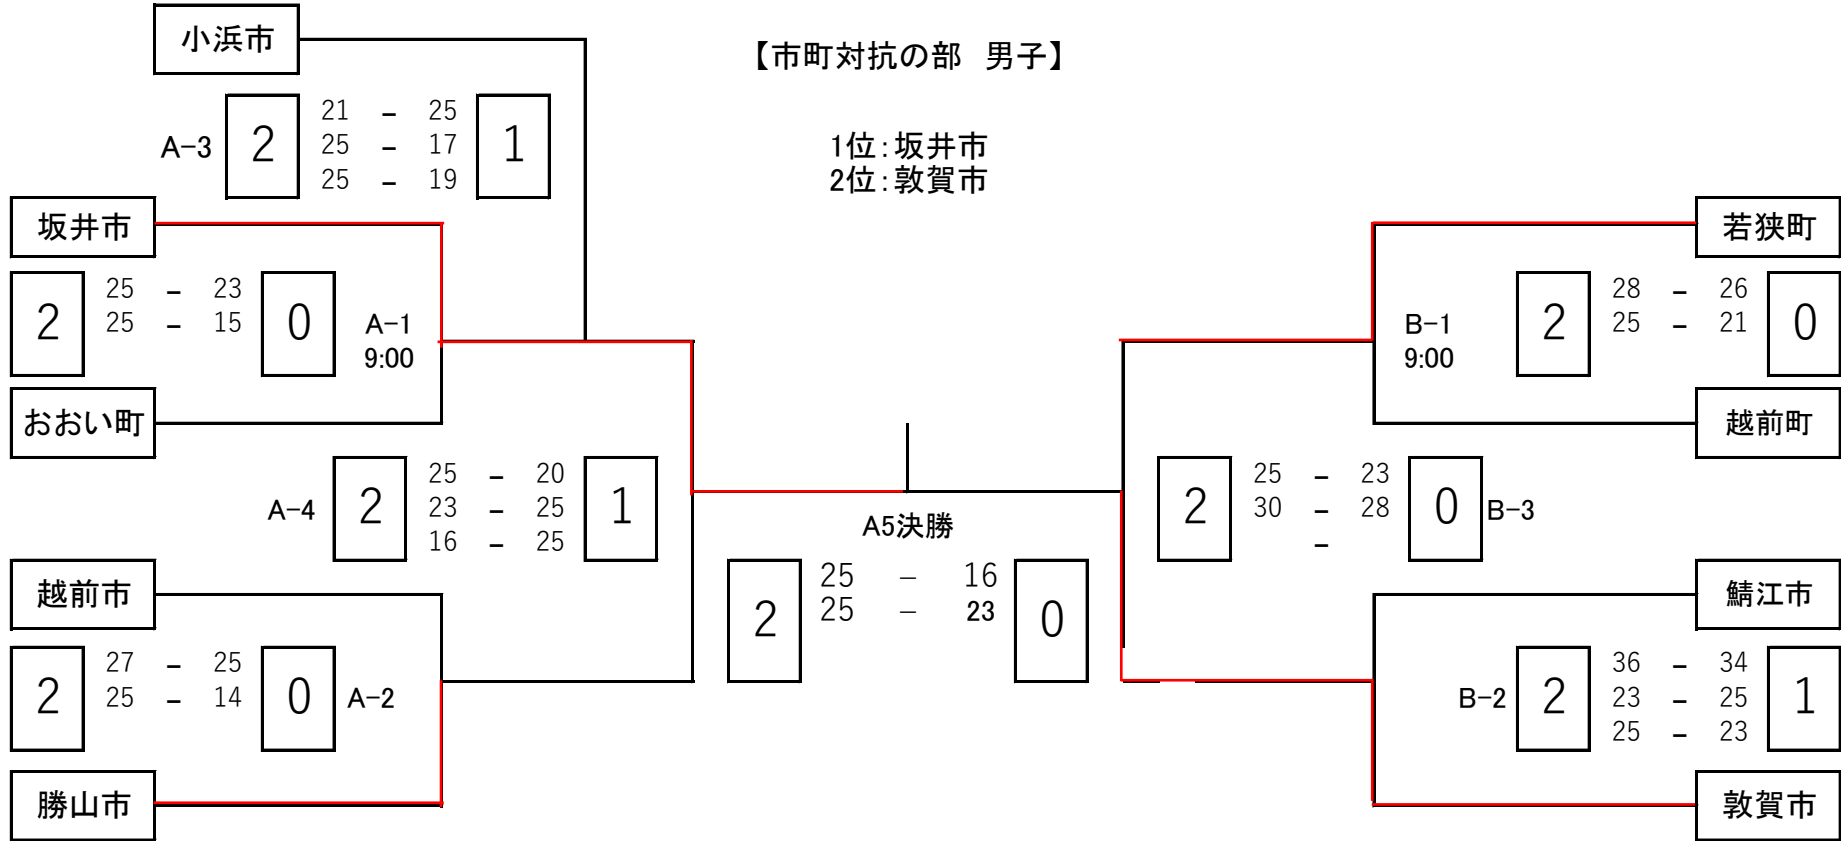 小浜市
【市町対抗の部 男子】
A-3 2 21 - 25 1
25 - 17
25 - 19
1位:坂井市
2位:敦賀市
坂井市
2 25 - 23 0
25 - 15
A-1
9:00
おおい町
A-4 2 25 - 20 1
23 - 25
16 - 25
越前市
2 27 - 25 0 A-2
25 - 14
勝山市
A5決勝
2 25 - 16 0
25 - 23
若狭町
B-1
9:00
2 28 - 26 0
25 - 21
越前町
2 25 - 23 0 B-3
30 - 28
-
鯖江市
B-2 2 36 - 34 1
23 - 25
25 - 23
敦賀市